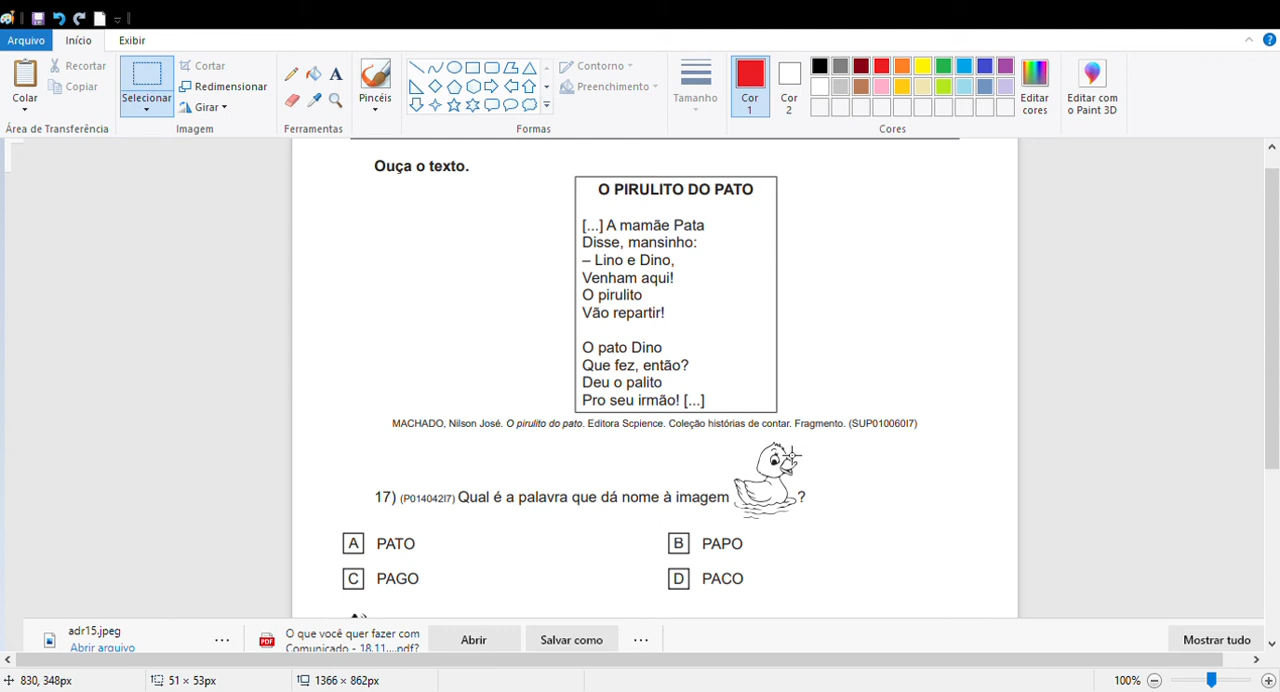 Arquivo
Início
Exibir
Colar
Recortar
Copiar
Área de Transferência
Selecionar
Cortar
Redimensionar
Girar
Imagem
A
Ferramentas
Pincéis
Contorno
Preenchimento
Formas
Tamanho
Cor
1
Cor
2
Editar
cores
Cores
Editar com
o Paint 3D
?
Ouça o texto.
O PIRULITO DO PATO
[...] A mamãe Pata
Disse, mansinho:
– Lino e Dino,
Venham aqui!
O pirulito
Vão repartir!
O pato Dino
Que fez, então?
Deu o palito
Pro seu irmão! [...]
MACHADO, Nilson José. O pirulito do pato. Editora Scpience. Coleção histórias de contar. Fragmento. (SUP010060I7)
17) (P014042I7) Qual é a palavra que dá nome à imagem ?
A PATO
B PAPO
C PAGO
D PACO
adr15.jpeg
Abrir arquivo
...
PDF
O que você quer fazer com
Comunicado - 18.11....pdf?
Abrir
Salvar como
...
Mostrar tudo
830, 348px
51 × 53px
1366 × 862px
100%